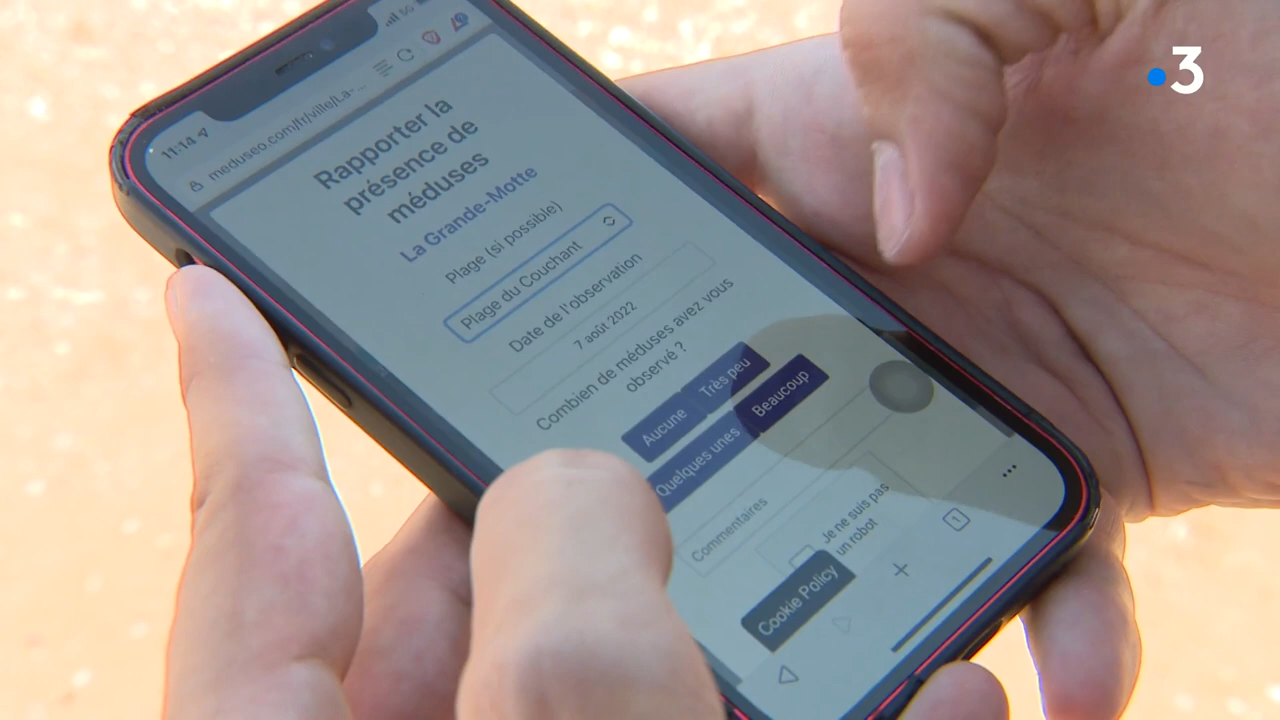 3
5G
11:14
meduseo.com/fr/ville/La-...
Rapporter la
présence de
méduses
La Grande-Motte
Plage (si possible)
Plage du Couchant
Date de l'observation
7 août 2022
Combien de méduses avez vous
observé ?
Aucune Très peu
Quelques unes Beaucoup
Commentaires
Je ne suis pas
un robot
Cookie Policy
1